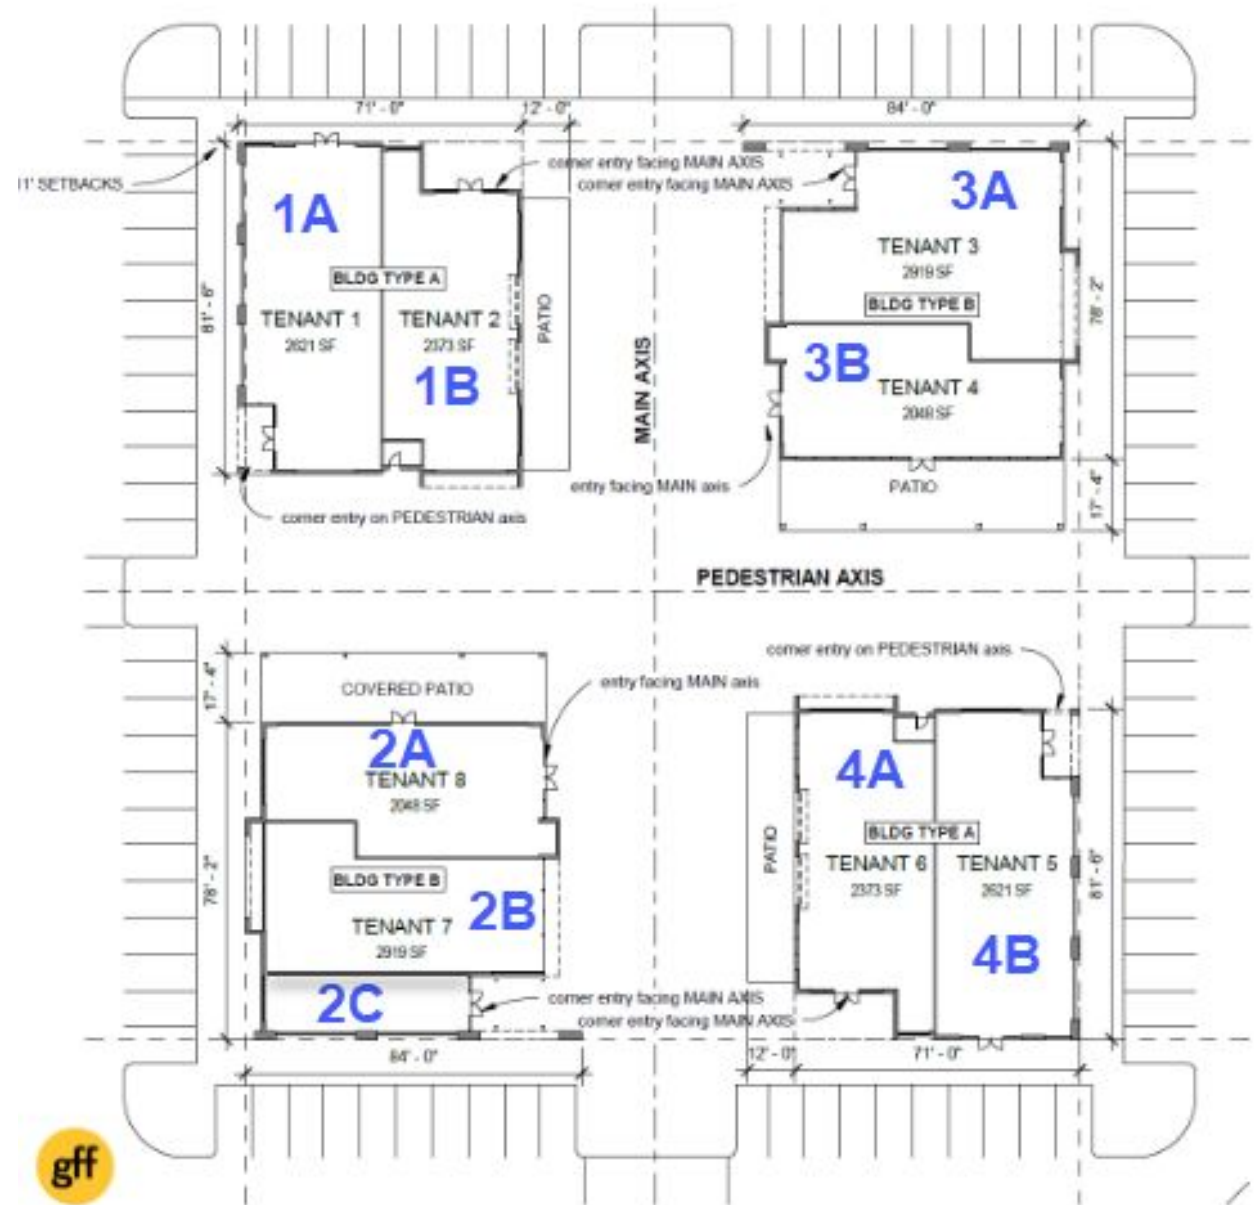 71' - 0"
12' - 0"
84' - 0"
corner entry facing MAIN AXIS
corner entry facing MAIN AXIS
11' SETBACKS
1A
3A
TENANT 3
2919 SF
BLDG TYPE A
BLDG TYPE B
81' - 6"
78' - 2"
TENANT 1
2621 SF
TENANT 2
2373 SF
PATIO
MAIN AXIS
1B
3B
TENANT 4
2048 SF
entry facing MAIN axis
PATIO
17' - 4"
corner entry on PEDESTRIAN axis
PEDESTRIAN AXIS
corner entry on PEDESTRIAN axis
17' - 4"
COVERED PATIO
entry facing MAIN axis
2A
TENANT 8
2048 SF
4A
BLDG TYPE A
PATIO
TENANT 6
2373 SF
TENANT 5
2621 SF
81' - 6"
78' - 2"
BLDG TYPE B
2B
TENANT 7
2919 SF
4B
2C
corner entry facing MAIN AXIS
corner entry facing MAIN AXIS
84' - 0"
12' - 0"
71' - 0"
gff